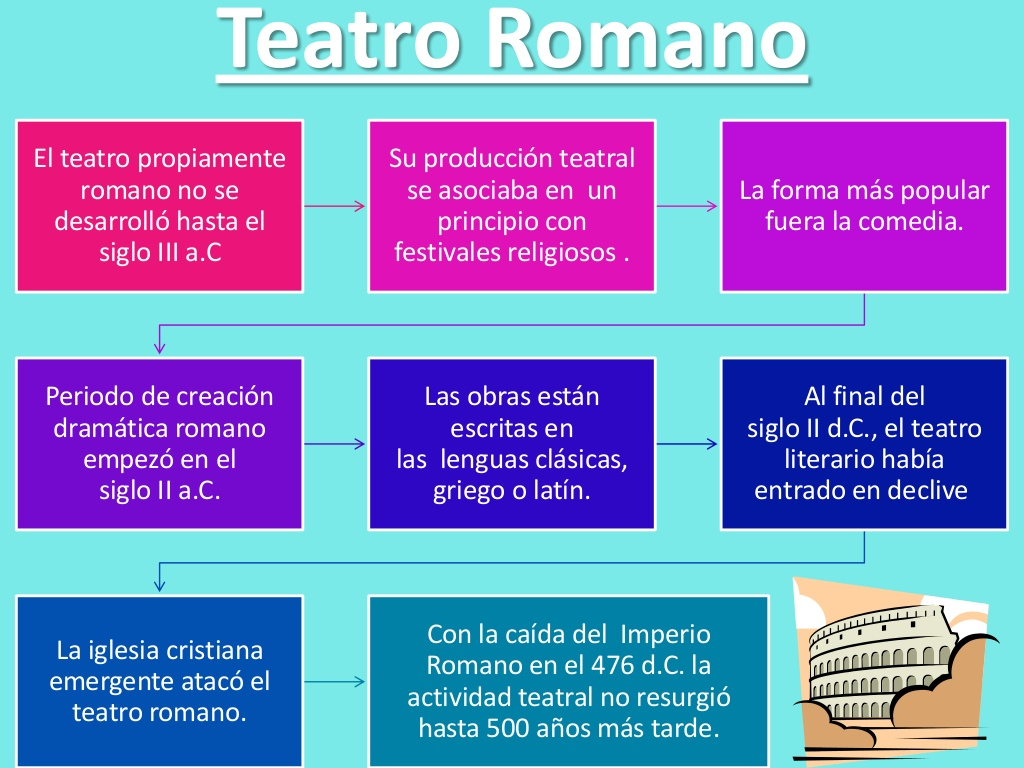 Teatro Romano
El teatro propiamente
romano no se
desarrolló hasta el
siglo III a.C
Su producción teatral
se asociaba en un
principio con
festivales religiosos .
La forma más popular
fuera la comedia.
Periodo de creación
dramática romano
empezó en el
siglo II a.C.
Las obras están
escritas en
las lenguas clásicas,
griego o latín.
Al final del
siglo II d.C., el teatro
literario había
entrado en declive
La iglesia cristiana
emergente atacó el
teatro romano.
Con la caída del Imperio
Romano en el 476 d.C. la
actividad teatral no resurgió
hasta 500 años más tarde.